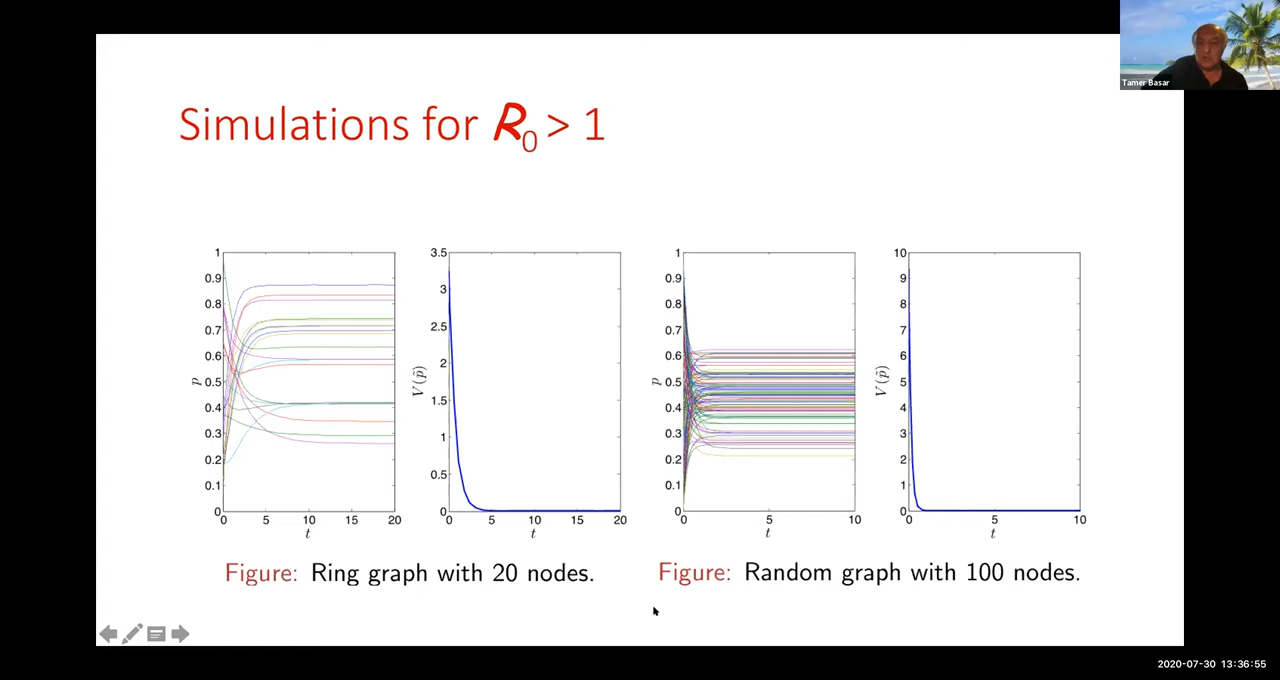 Tamer Basar
Simulations for R0 > 1
1
0.9
0.8
0.7
0.6
0.5
0.4
0.3
0.2
0.1
0
p
0 5 10 15 20
t
3.5
3
2.5
2
1.5
1
0.5
0
V(p̃)
0 5 10 15 20
t
Figure: Ring graph with 20 nodes.
1
0.9
0.8
0.7
0.6
0.5
0.4
0.3
0.2
0.1
0
p
0 5 10
t
10
9
8
7
6
5
4
3
2
1
0
V(p̃)
0 5 10
t
Figure: Random graph with 100 nodes.
2020-07-30 13:36:55